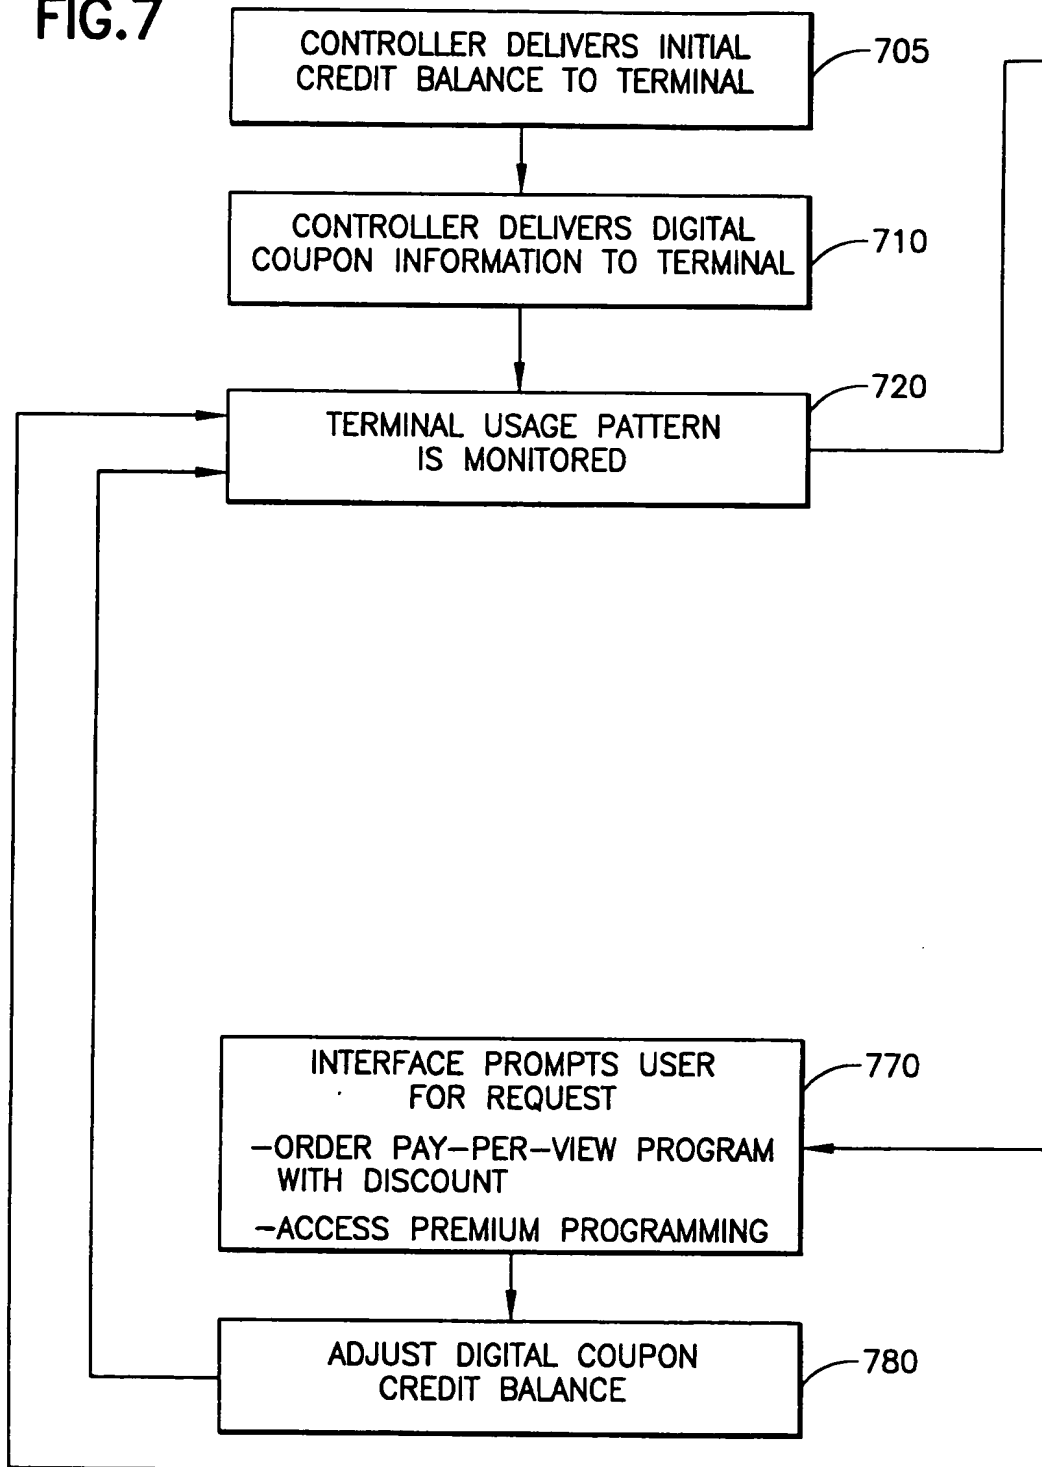 FIG.7
CONTROLLER DELIVERS INITIAL
CREDIT BALANCE TO TERMINAL
705
CONTROLLER DELIVERS DIGITAL
COUPON INFORMATION TO TERMINAL
710
TERMINAL USAGE PATTERN
IS MONITORED
720
INTERFACE PROMPTS USER
FOR REQUEST
-ORDER PAY-PER-VIEW PROGRAM
WITH DISCOUNT
-ACCESS PREMIUM PROGRAMMING
770
ADJUST DIGITAL COUPON
CREDIT BALANCE
780